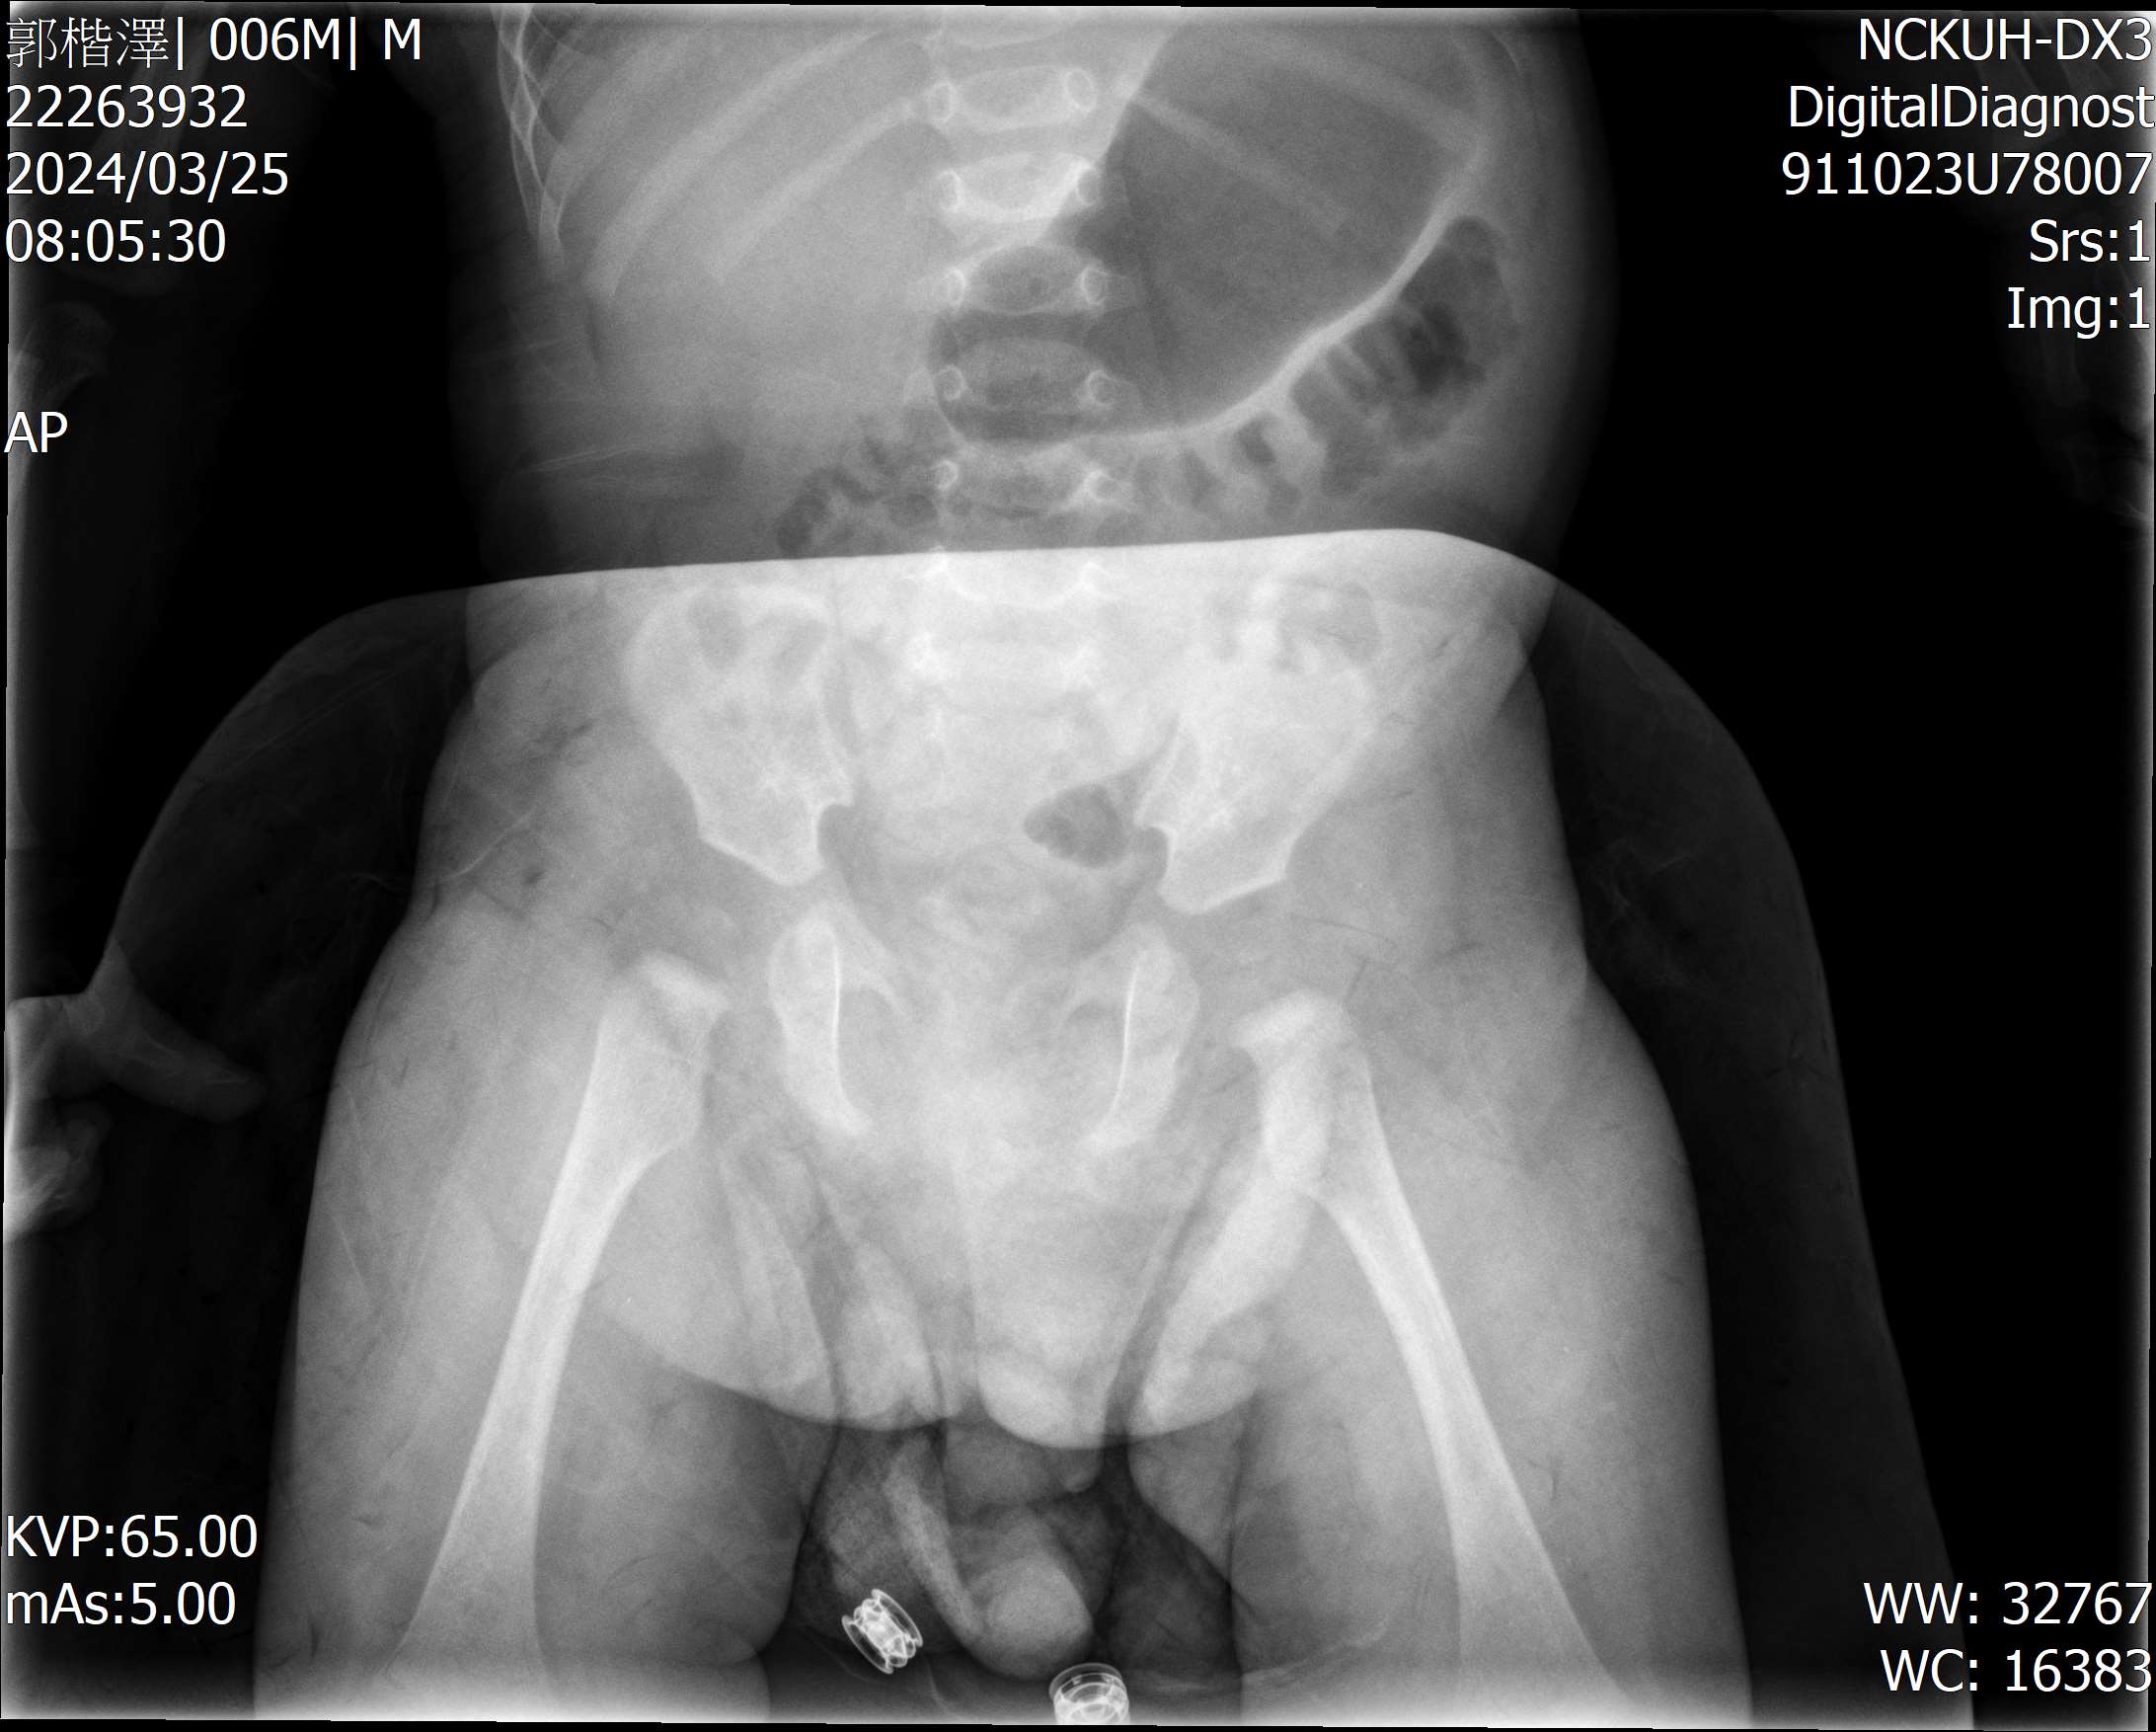 郭楷澤| 006M| M
22263932
2024/03/25
08:05:30
AP
NCKUH-DX3
DigitalDiagnost
911023U78007
Srs:1
Img:1
KVP:65.00
mAs:5.00
WW: 32767
WC: 16383